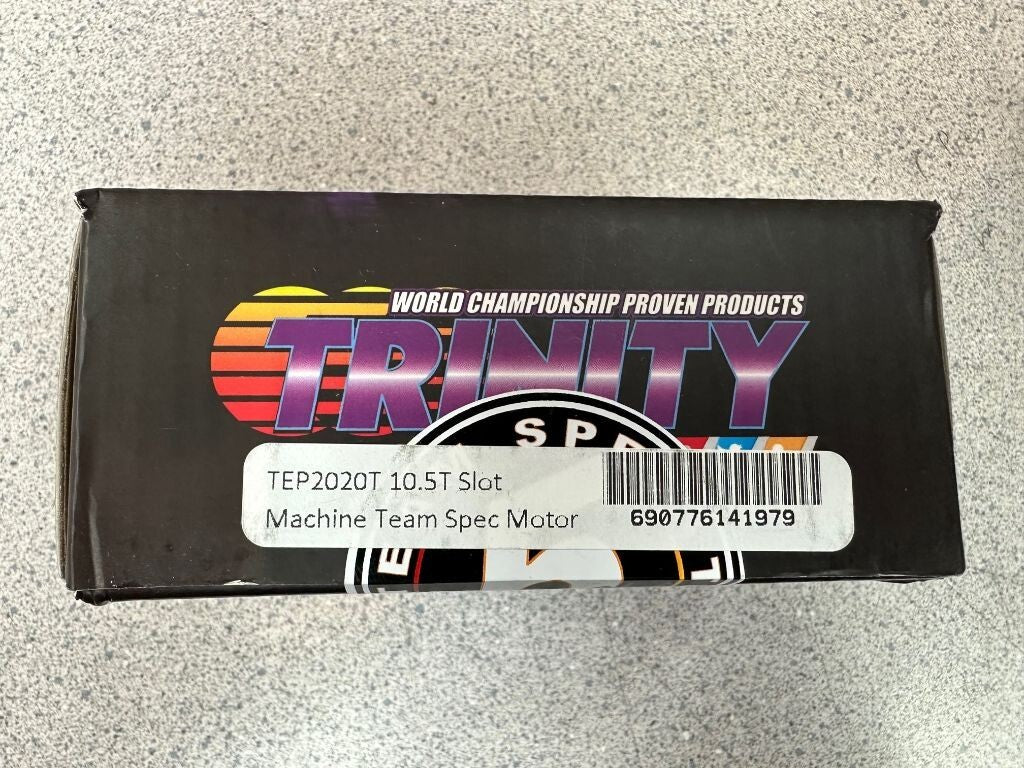 WORLD CHAMPIONSHIP PROVEN PRODUCTS
TRINITY
TEP2020T 10.5T Slot
Machine Team Spec Motor
690776141979